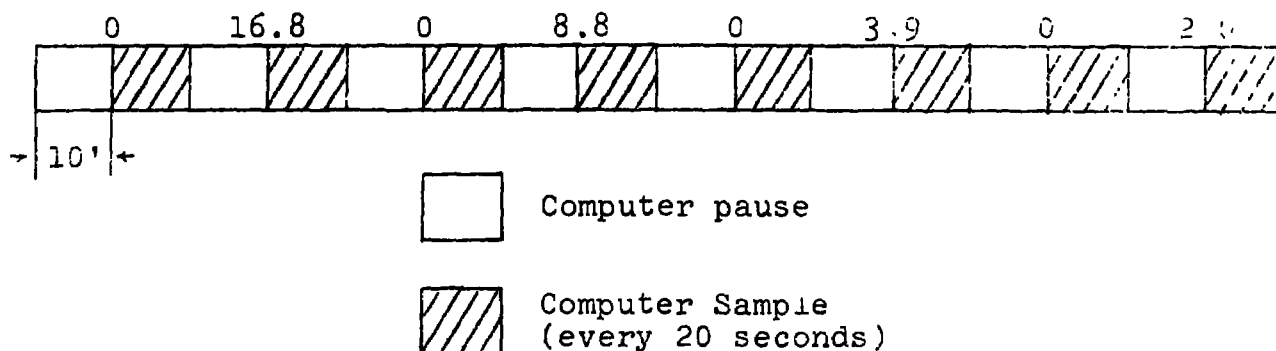 0 16.8 0 8.8 0 3.9 0
10'
Computer pause
Computer Sample
(every 20 seconds)